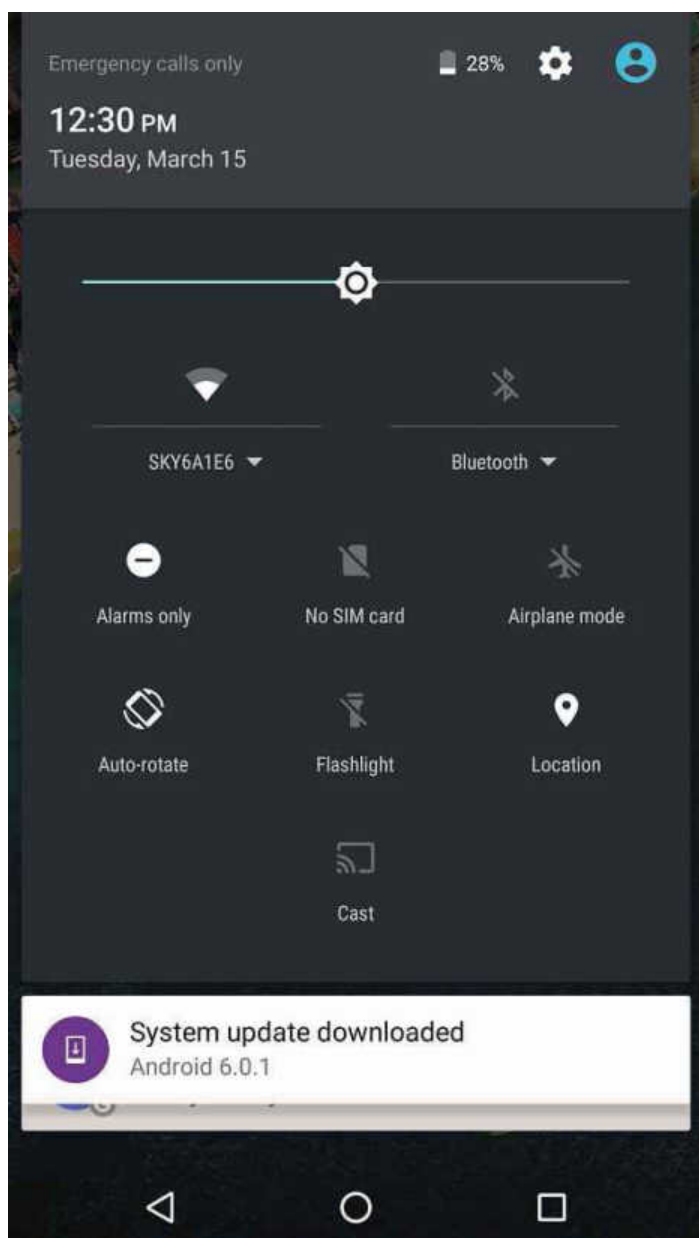 Emergency calls only
28%
12:30 PM
Tuesday, March 15
SKY6A1E6
Bluetooth
Alarms only
No SIM card
Airplane mode
Auto-rotate
Flashlight
Location
Cast
System update downloaded
Android 6.0.1